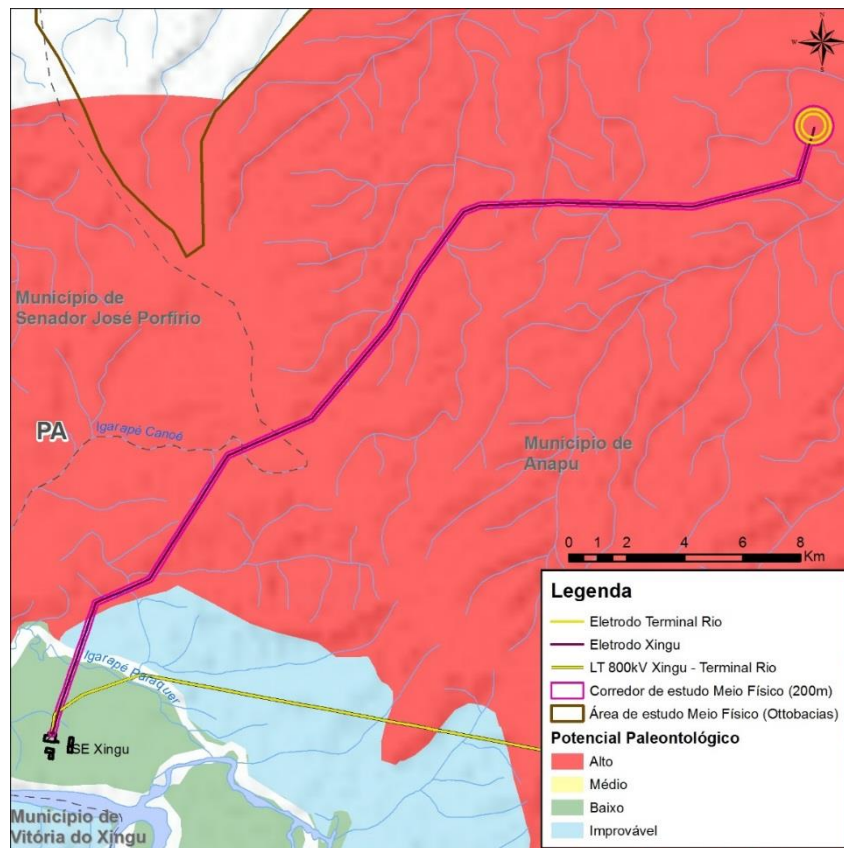 N
W
E
S
Município de
Senador José Porfírio
PA
Igarapé Canoé
Município de
Anapu
0 1 2 4 6 8
Km
Igarapé Paraquer
SE Xingu
Município de
Vitória do Xingu
Legenda
Eletrodo Terminal Rio
Eletrodo Xingu
LT 800kV Xingu - Terminal Rio
Corredor de estudo Meio Físico (200m)
Área de estudo Meio Físico (Ottobacias)
Potencial Paleontológico
Alto
Médio
Baixo
Improvável